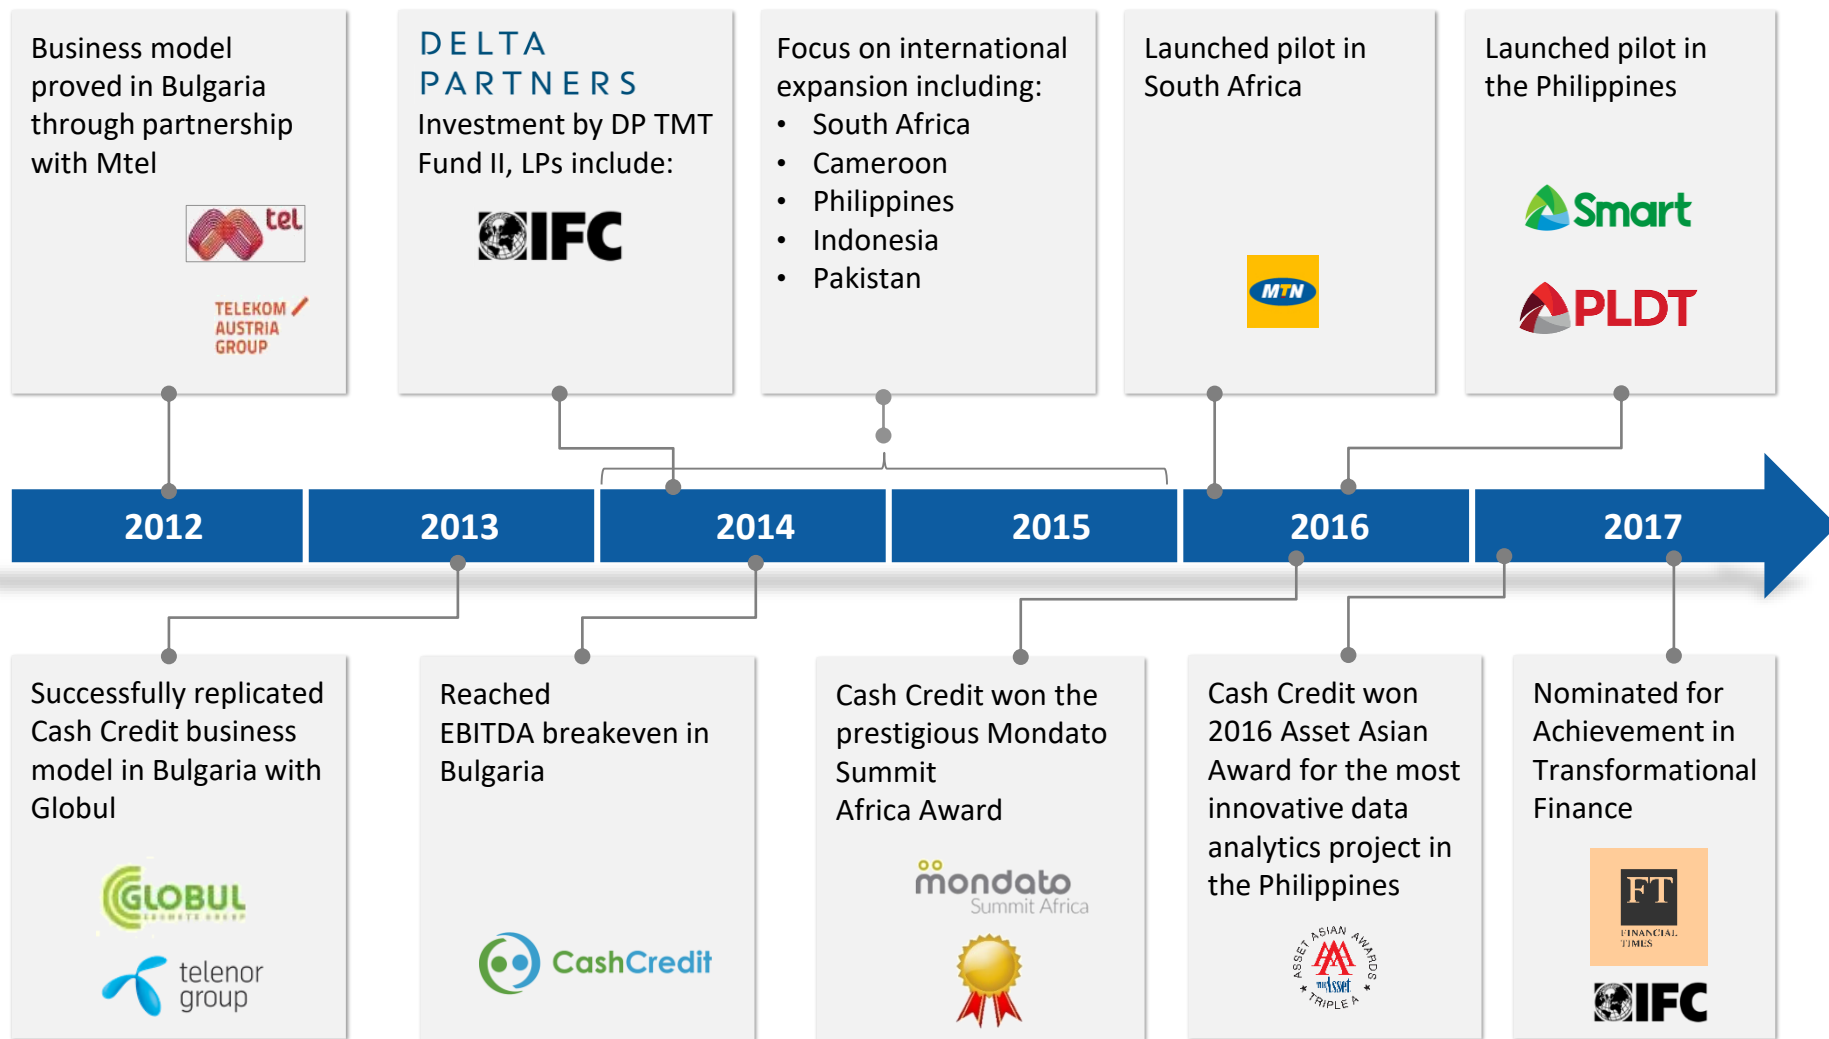 Business model
proved in Bulgaria
through partnership
with Mtel
tel
TELEKOM
AUSTRIA
GROUP
DELTA
PARTNERS
Investment by DP TMT
Fund II, LPs include:
IFC
Focus on international
expansion including:
• South Africa
• Cameroon
• Philippines
• Indonesia
• Pakistan
Launched pilot in
South Africa
MTN
Launched pilot in
the Philippines
Smart
PLDT
2012
2013
2014
2015
2016
2017
Successfully replicated
Cash Credit business
model in Bulgaria with
Globul
GLOBUL
telenor
group
Reached
EBITDA breakeven in
Bulgaria
CashCredit
Cash Credit won the
prestigious Mondato
Summit
Africa Award
mondato
Summit Africa
Cash Credit won
2016 Asset Asian
Award for the most
innovative data
analytics project in
the Philippines
ASSET ASIAN AWARDS
AAA
THE Asset
TRIPLE A
Nominated for
Achievement in
Transformational
Finance
FT
FINANCIAL
TIMES
IFC